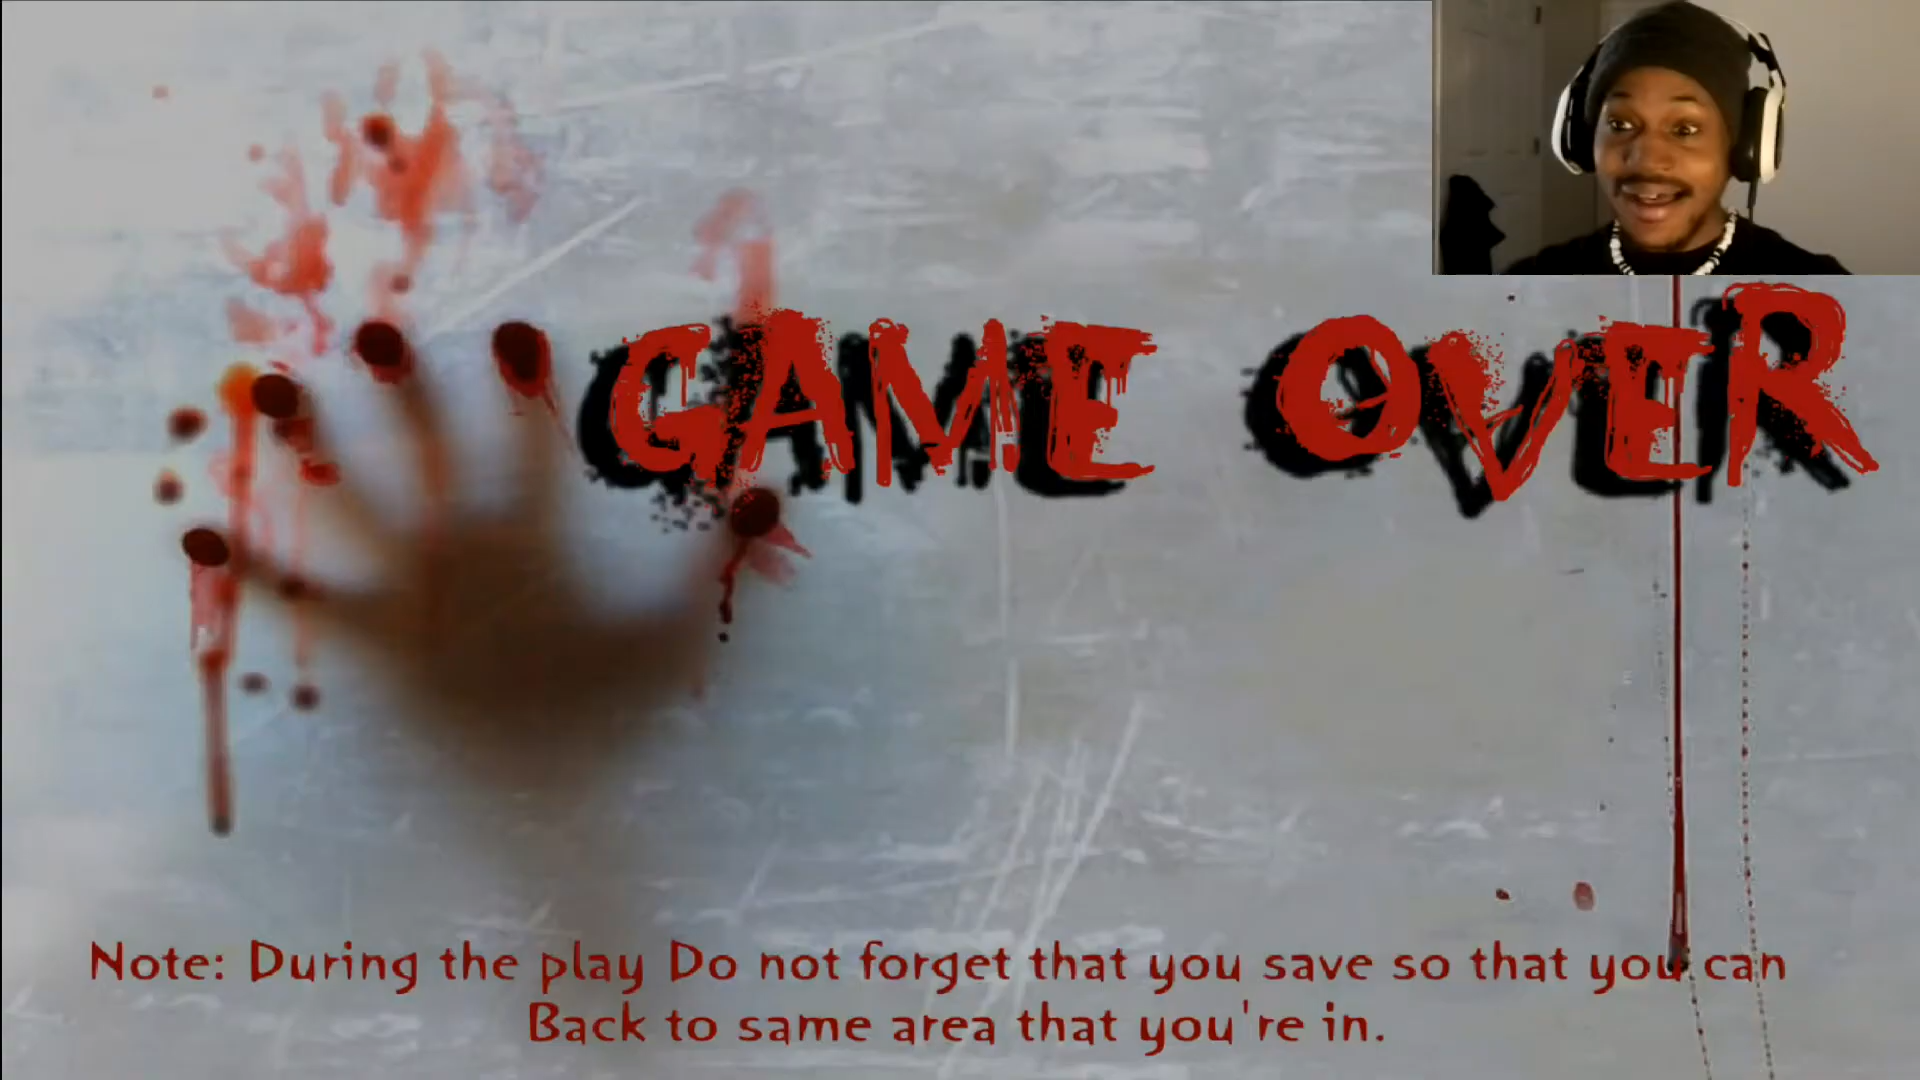 GAME OVER
Note: During the play Do not forget that you save so that you can
Back to same area that you're in.